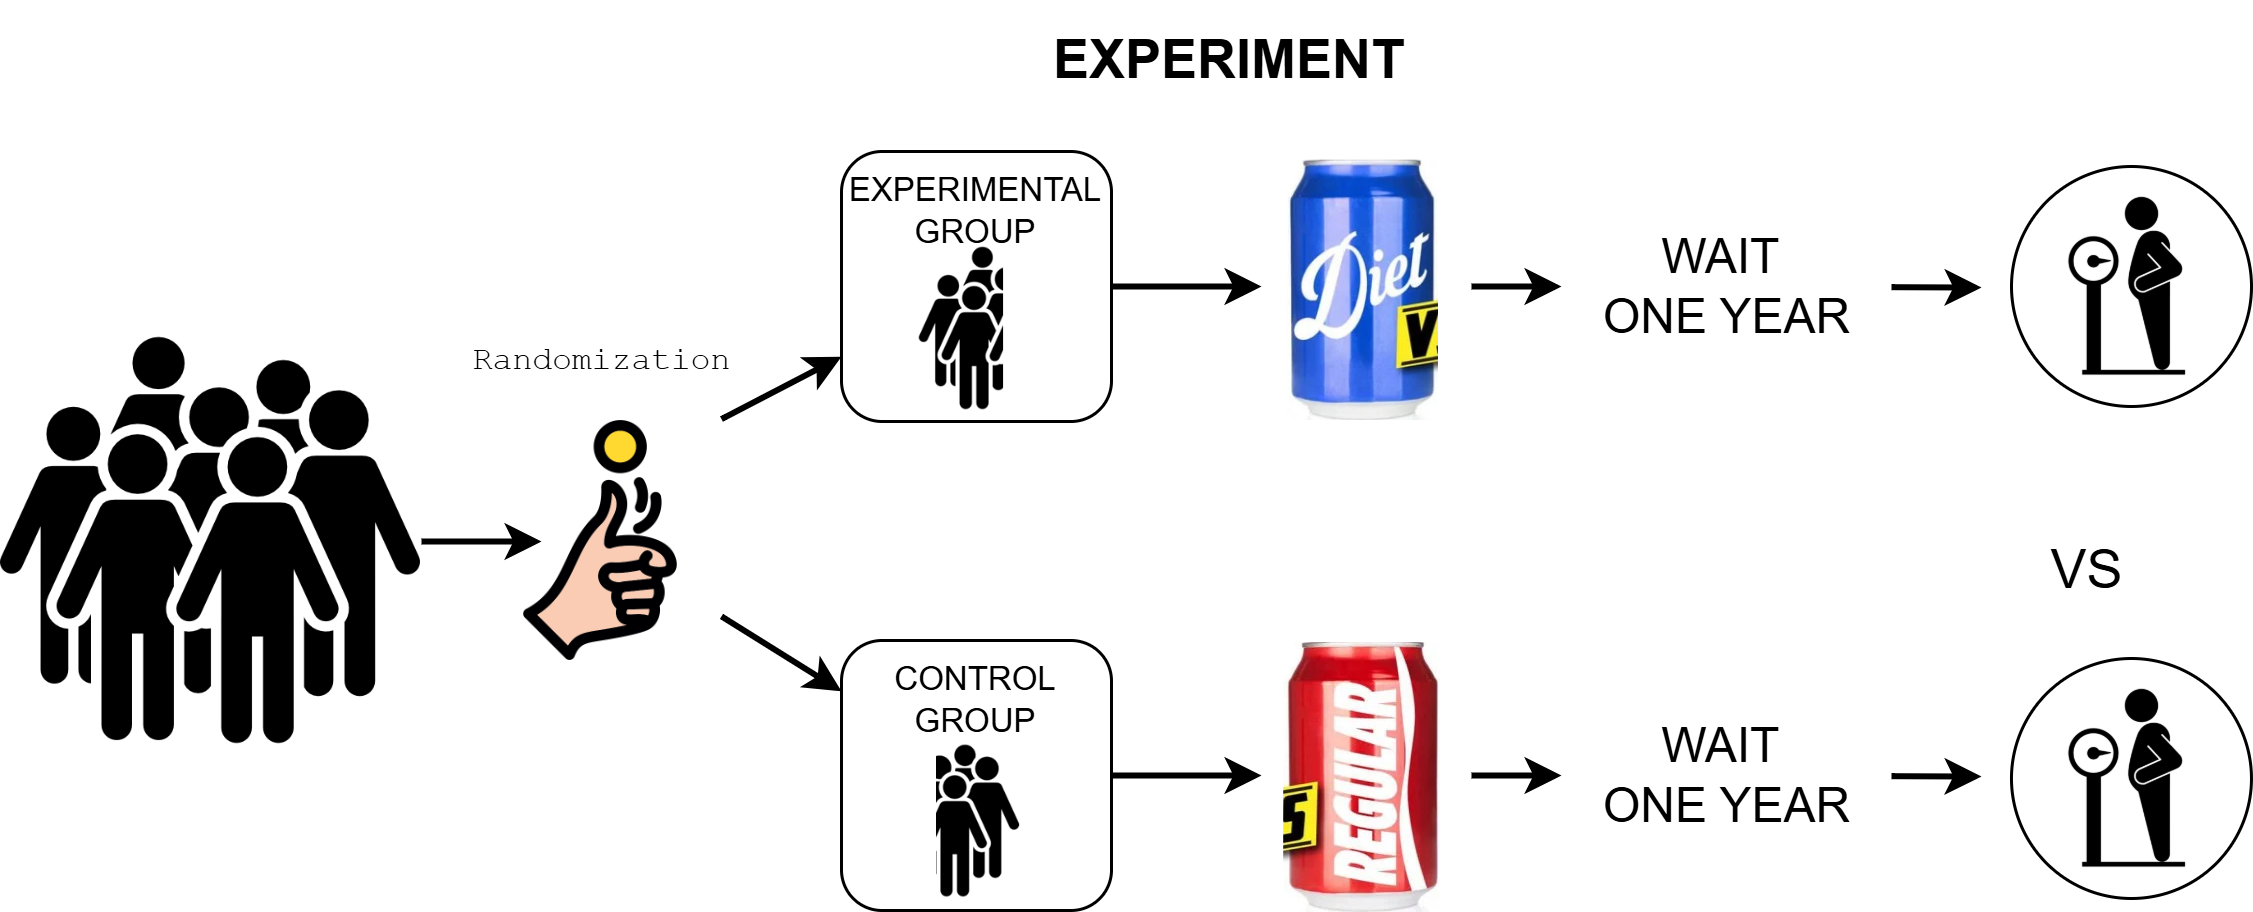 EXPERIMENT
EXPERIMENTAL
GROUP
Diet
V
WAIT
ONE YEAR
Randomization
VS
CONTROL
GROUP
S
REGULAR
WAIT
ONE YEAR